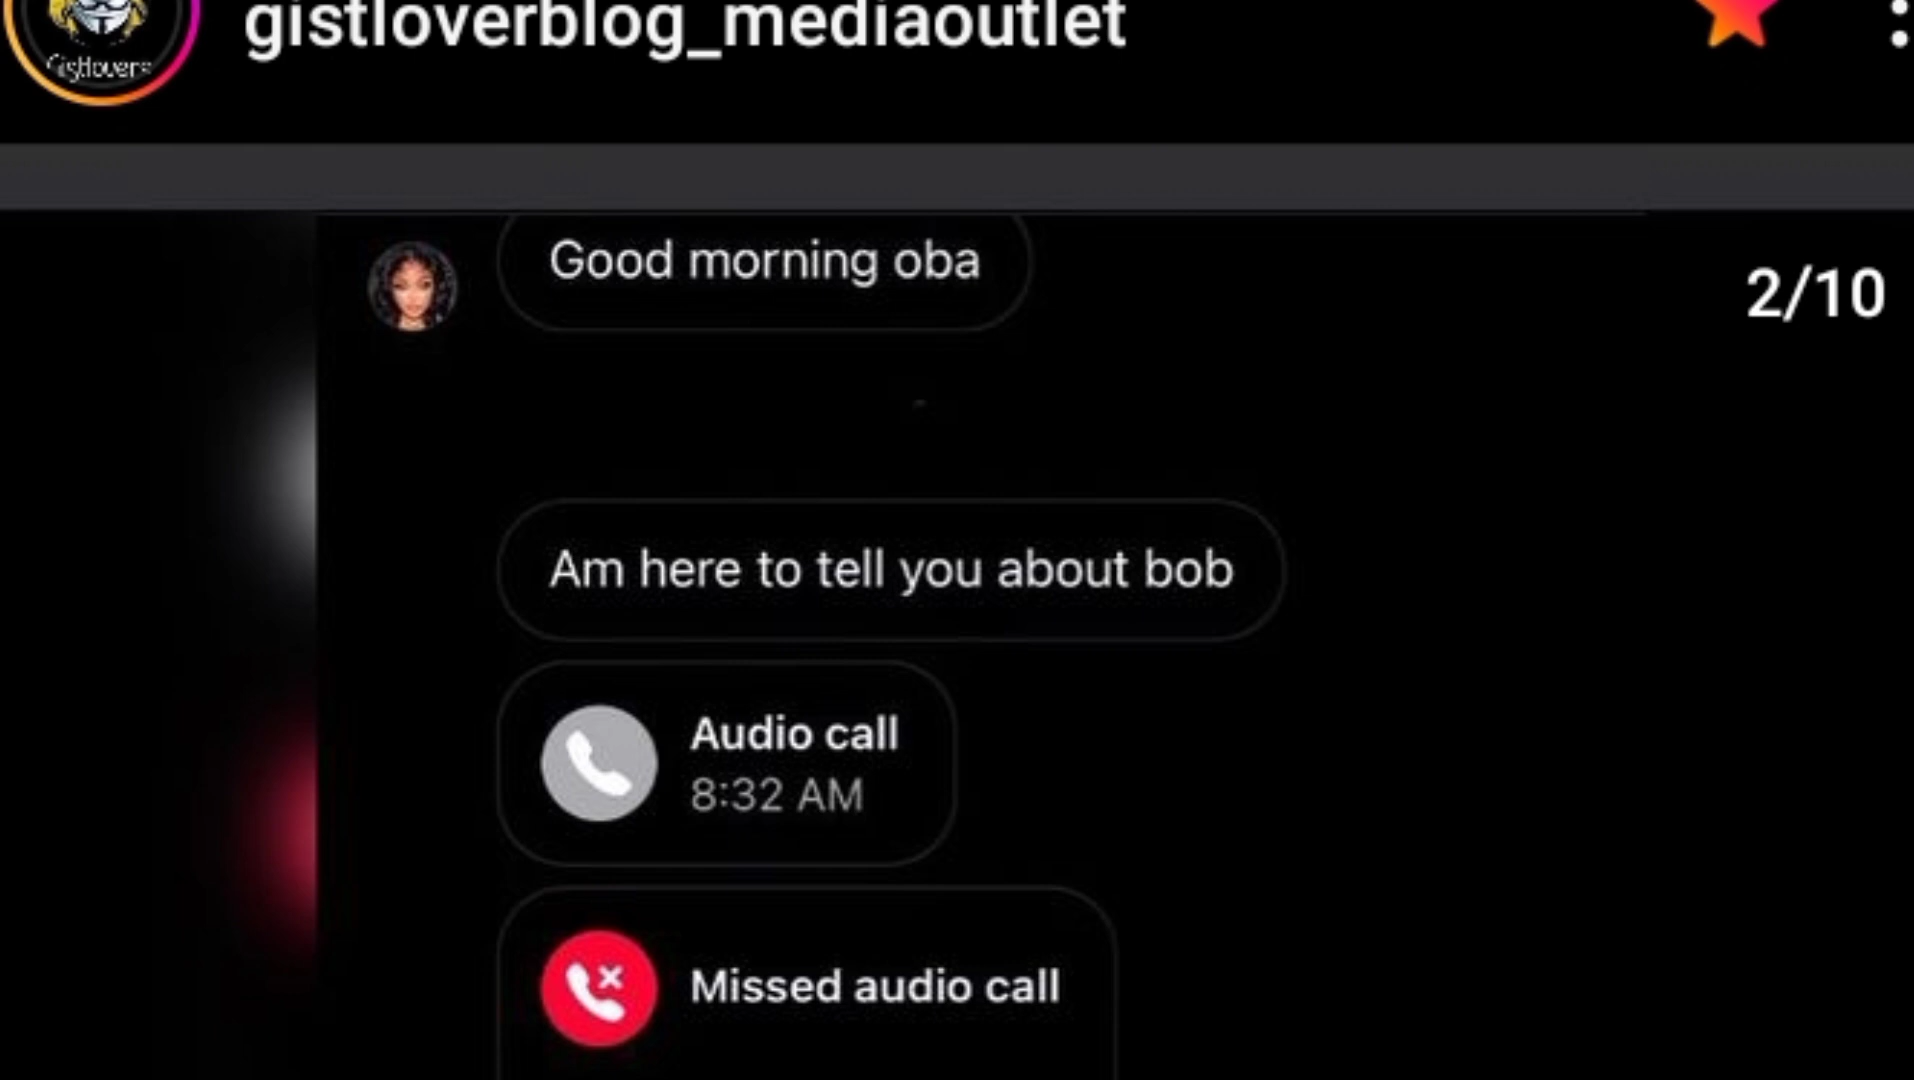 Gistlovers
gistloverblog_mediaoutlet
Good morning oba
2/10
Am here to tell you about bob
Audio call
8:32 AM
Missed audio call